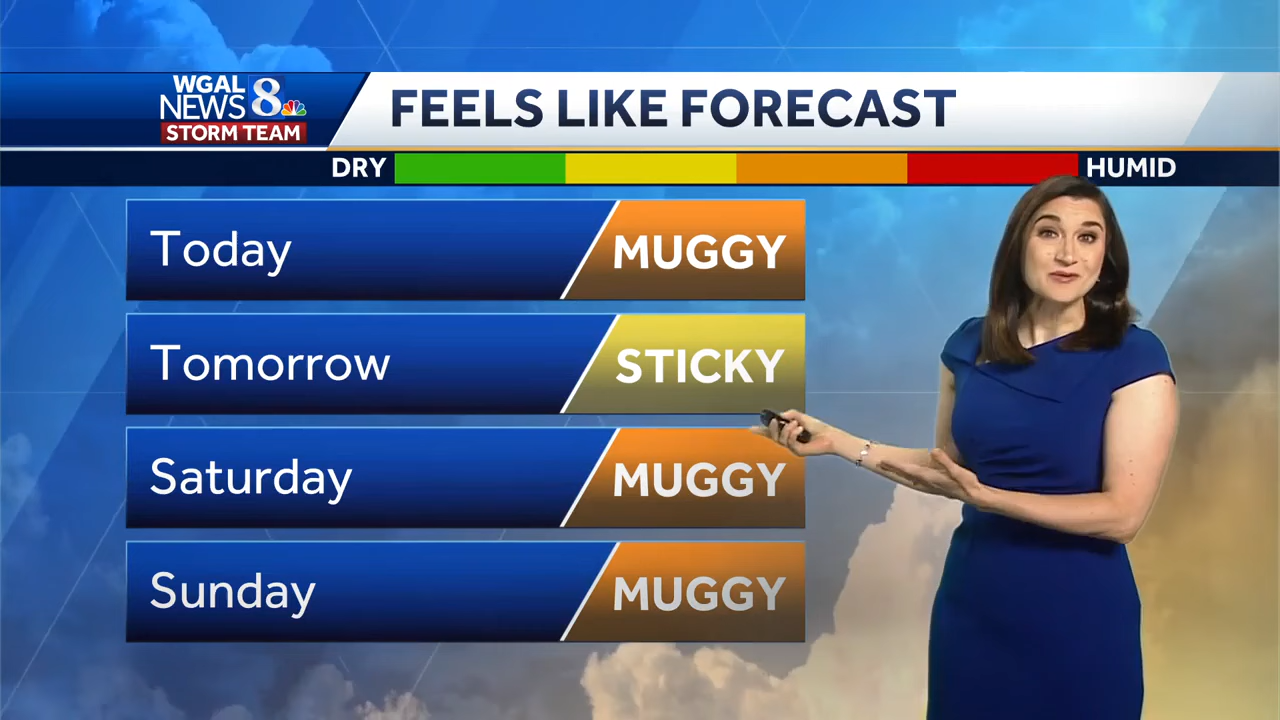 WGAL
NEWS 8
STORM TEAM
FEELS LIKE FORECAST
DRY HUMID
Today MUGGY
Tomorrow STICKY
Saturday MUGGY
Sunday MUGGY